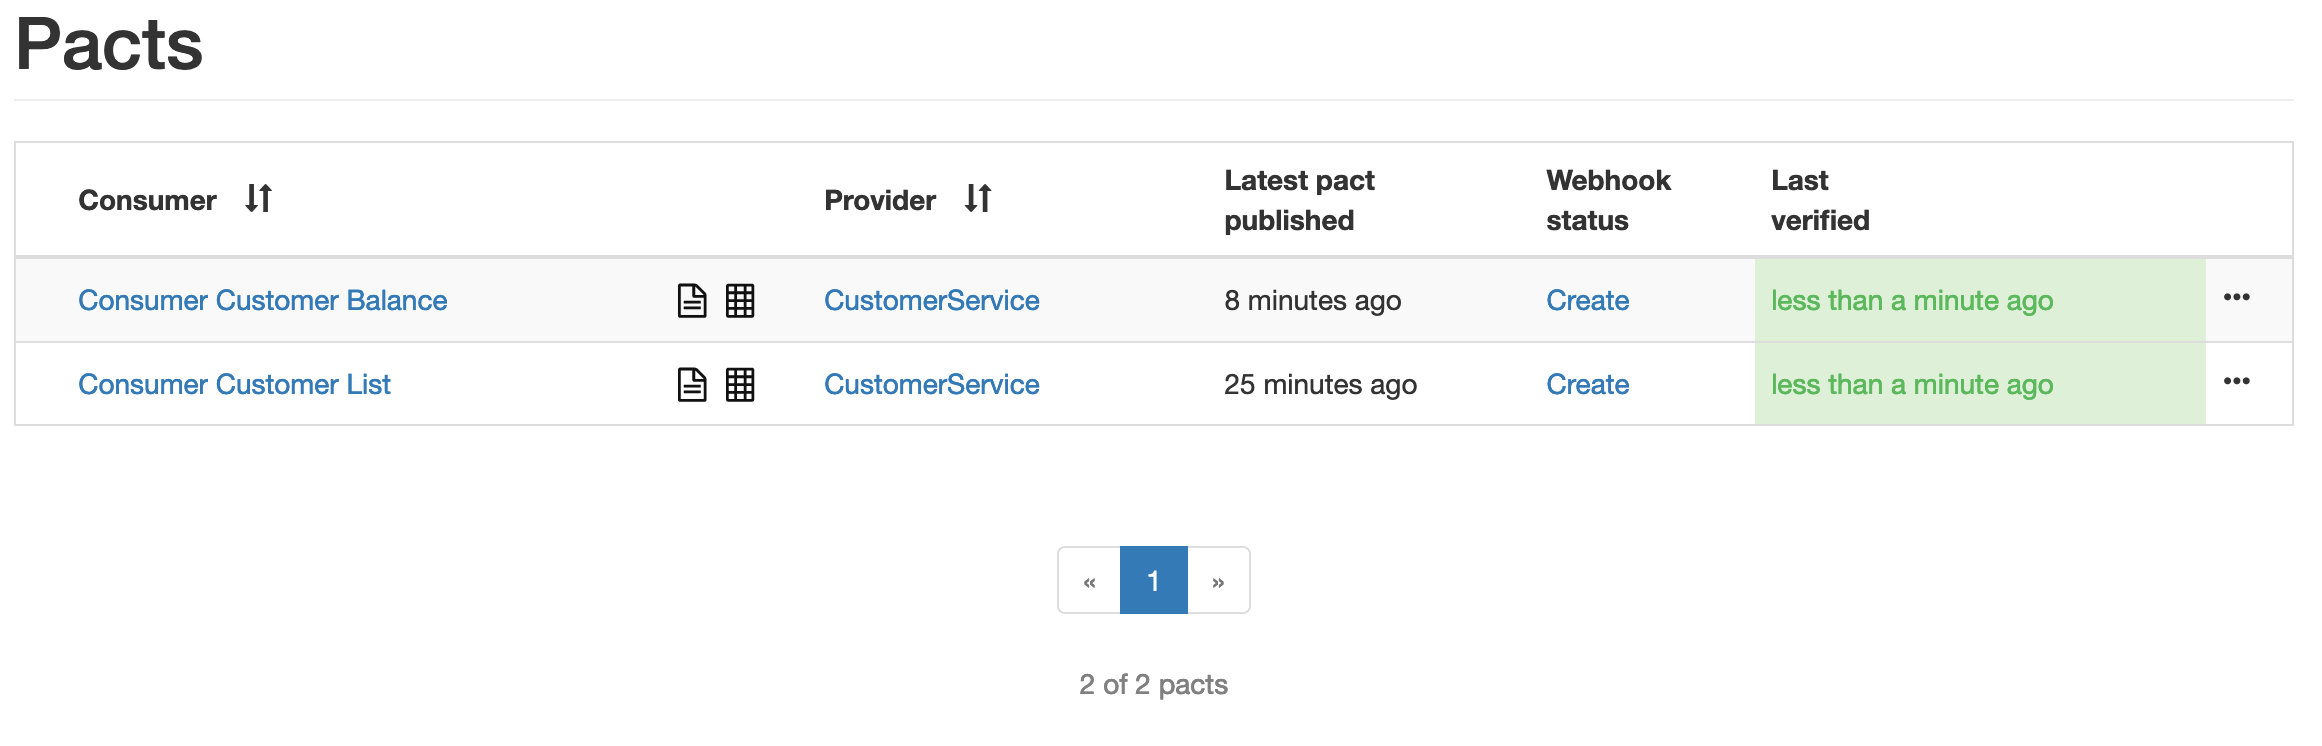 Pacts
Consumer Provider Latest pact published Webhook status Last verified
Consumer Customer Balance CustomerService 8 minutes ago Create less than a minute ago •••
Consumer Customer List CustomerService 25 minutes ago Create less than a minute ago •••
« 1 »
2 of 2 pacts